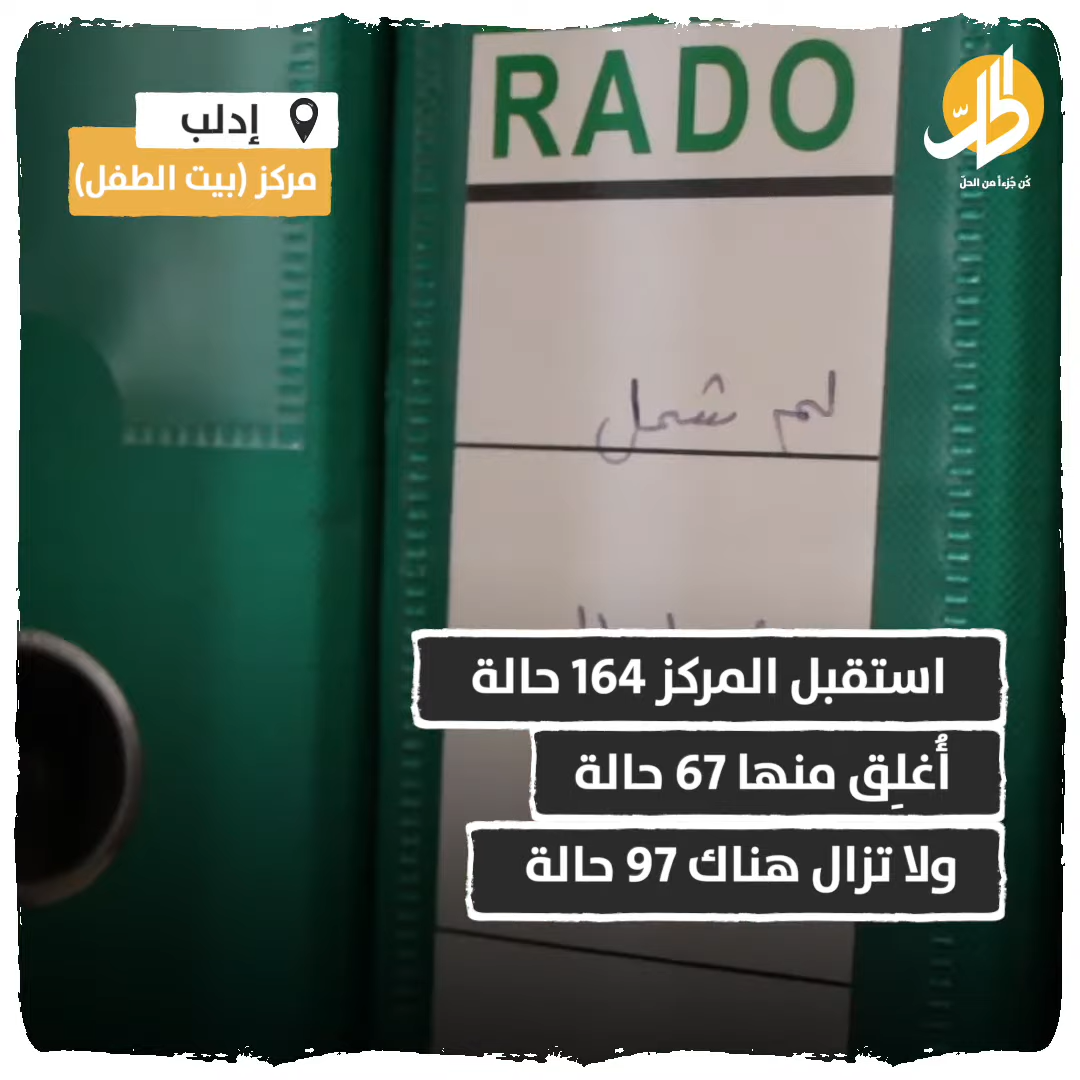 إدلب
مركز (بيت الطفل)
كُن جُزءاً من الحلّ
RADO
لم شمل
استقبل المركز 164 حالة
أُغلِق منها 67 حالة
ولا تزال هناك 97 حالة